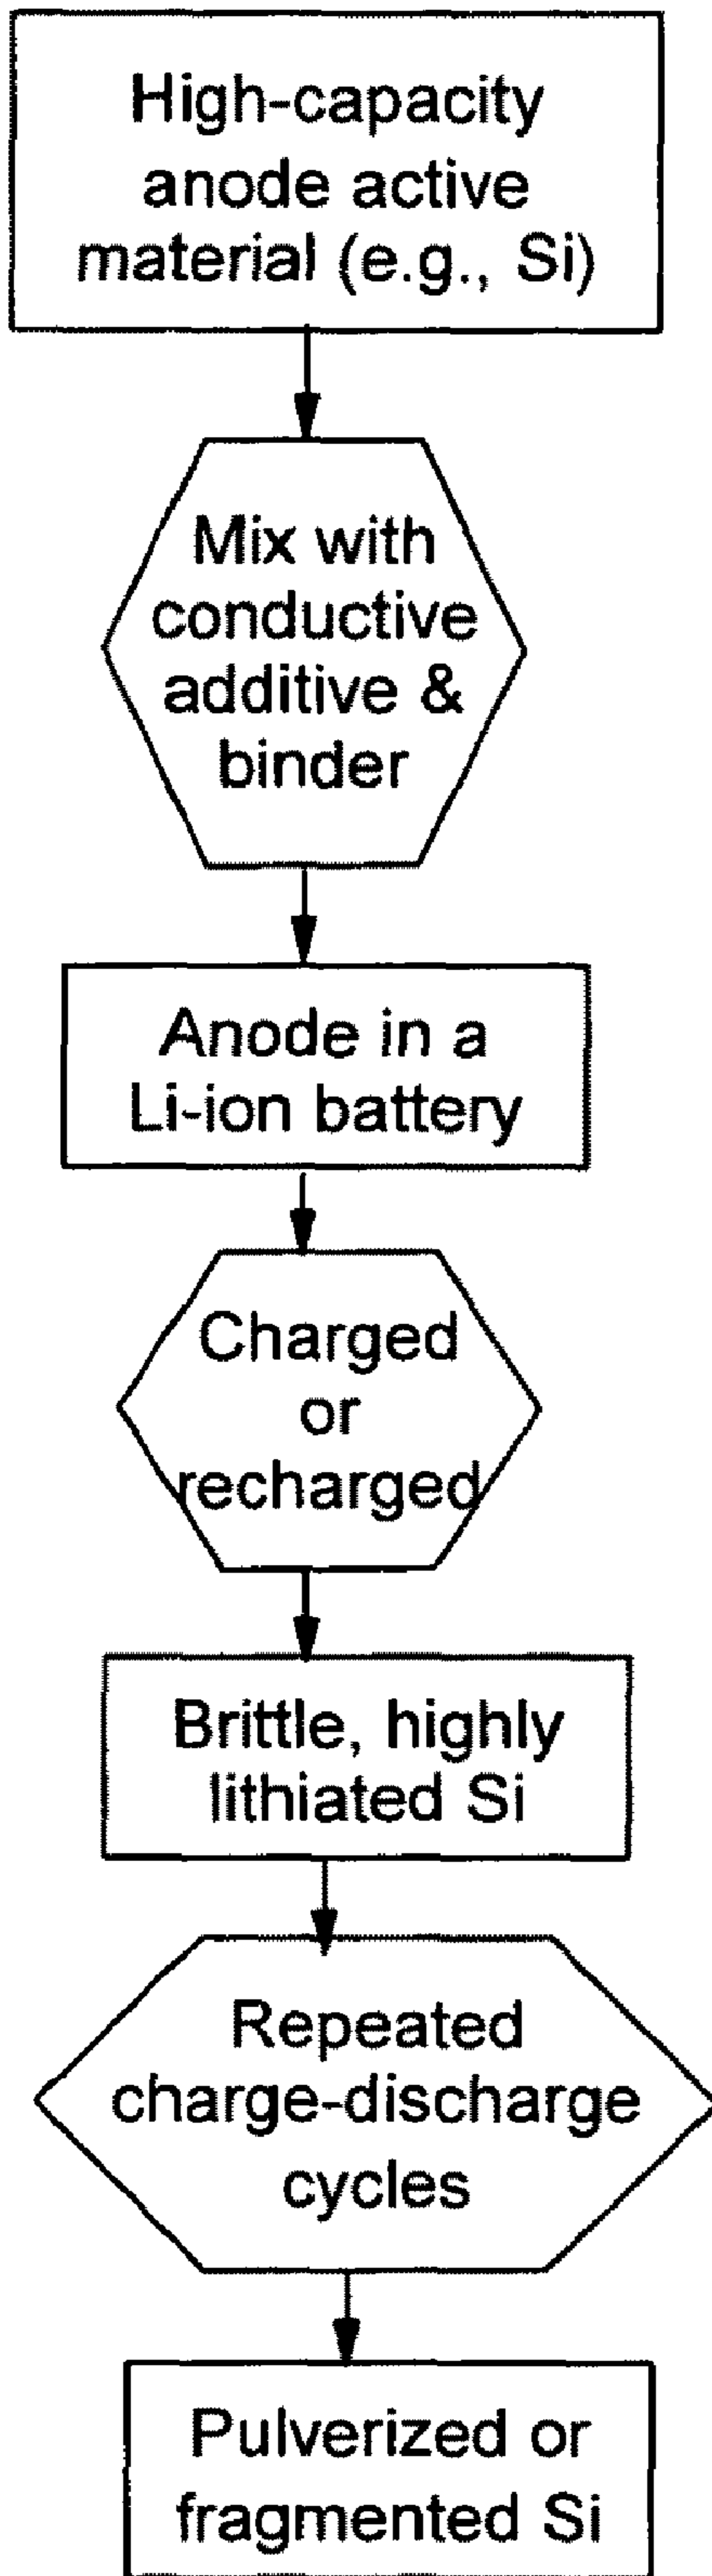 High-capacity
anode active
material (e.g., Si)
Mix with
conductive
additive &
binder
Anode in a
Li-ion battery
Charged
or
recharged
Brittle, highly
lithiated Si
Repeated
charge-discharge
cycles
Pulverized or
fragmented Si